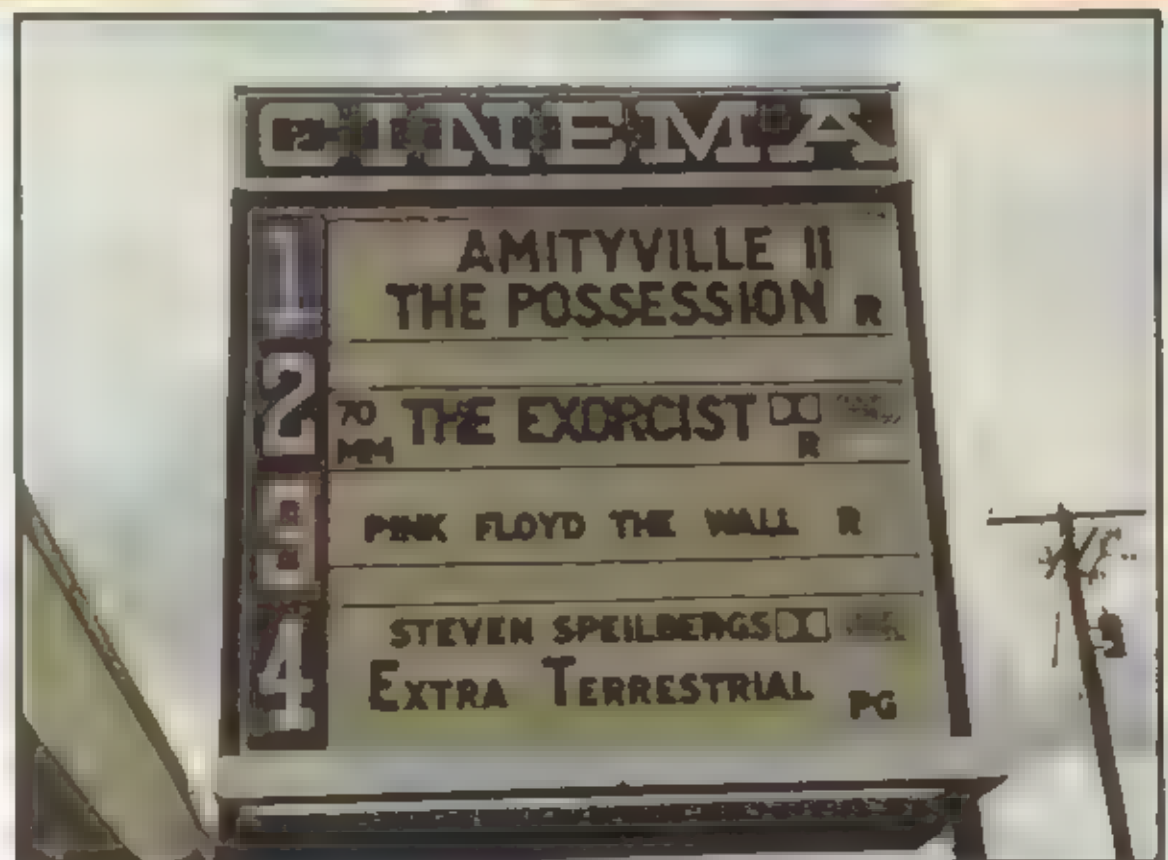 CINEMA
1
AMITYVILLE II
THE POSSESSION R
2
70 MM THE EXORCIST R
3
PINK FLOYD THE WALL R
4
STEVEN SPEILBERGS
EXTRA TERRESTRIAL PG